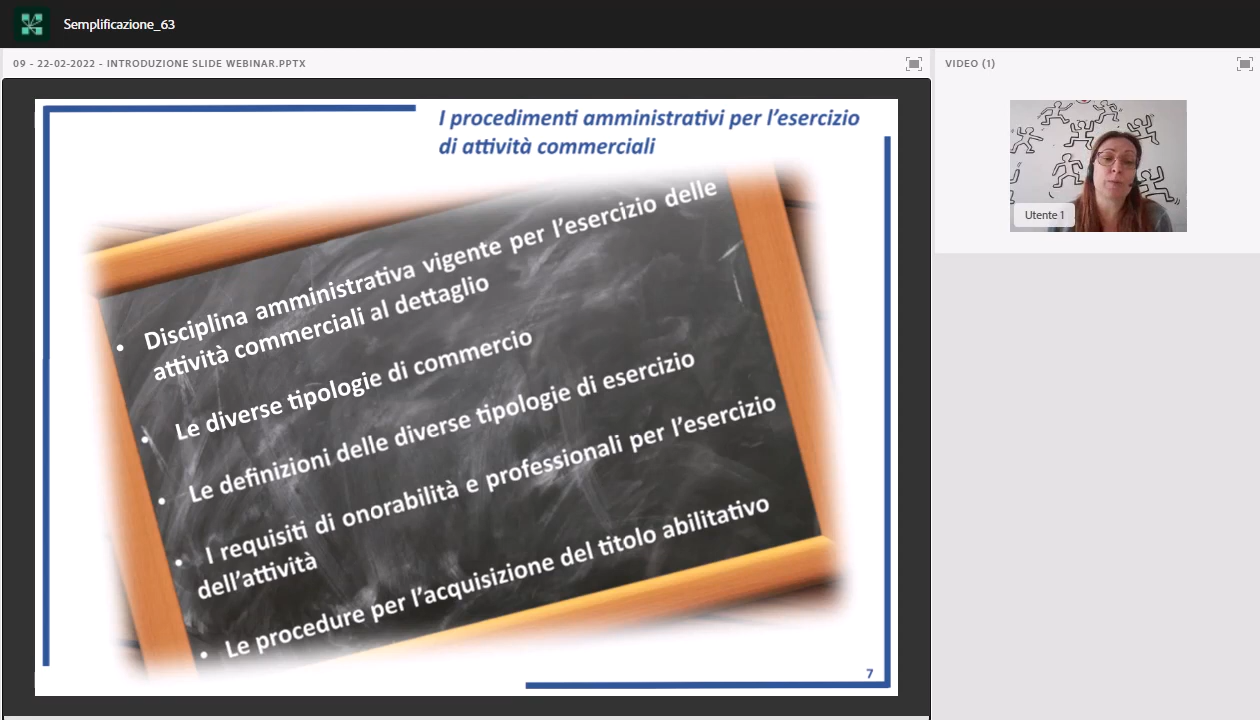 Semplificazione_63
09 - 22-02-2022 - INTRODUZIONE SLIDE WEBINAR.PPTX
VIDEO (1)
I procedimenti amministrativi per l’esercizio
di attività commerciali
• Disciplina amministrativa vigente per l’esercizio delle
attività commerciali al dettaglio
• Le diverse tipologie di commercio
• Le definizioni delle diverse tipologie di esercizio
• I requisiti di onorabilità e professionali per l’esercizio
dell’attività
• Le procedure per l’acquisizione del titolo abilitativo
7
Utente 1